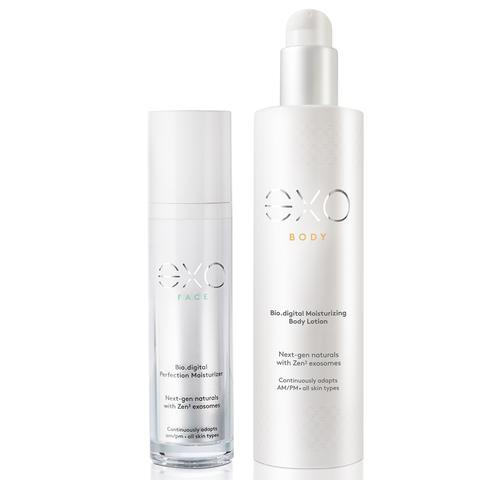 exo
FACE
Bio.digital
Perfection Moisturizer
Next-gen naturals
with Zen³ exosomes
Continuously adapts
am/pm • all skin types
exo
BODY
Bio.digital Moisturizing
Body Lotion
Next-gen naturals
with Zen³ exosomes
Continuously adapts
AM/PM • all skin types